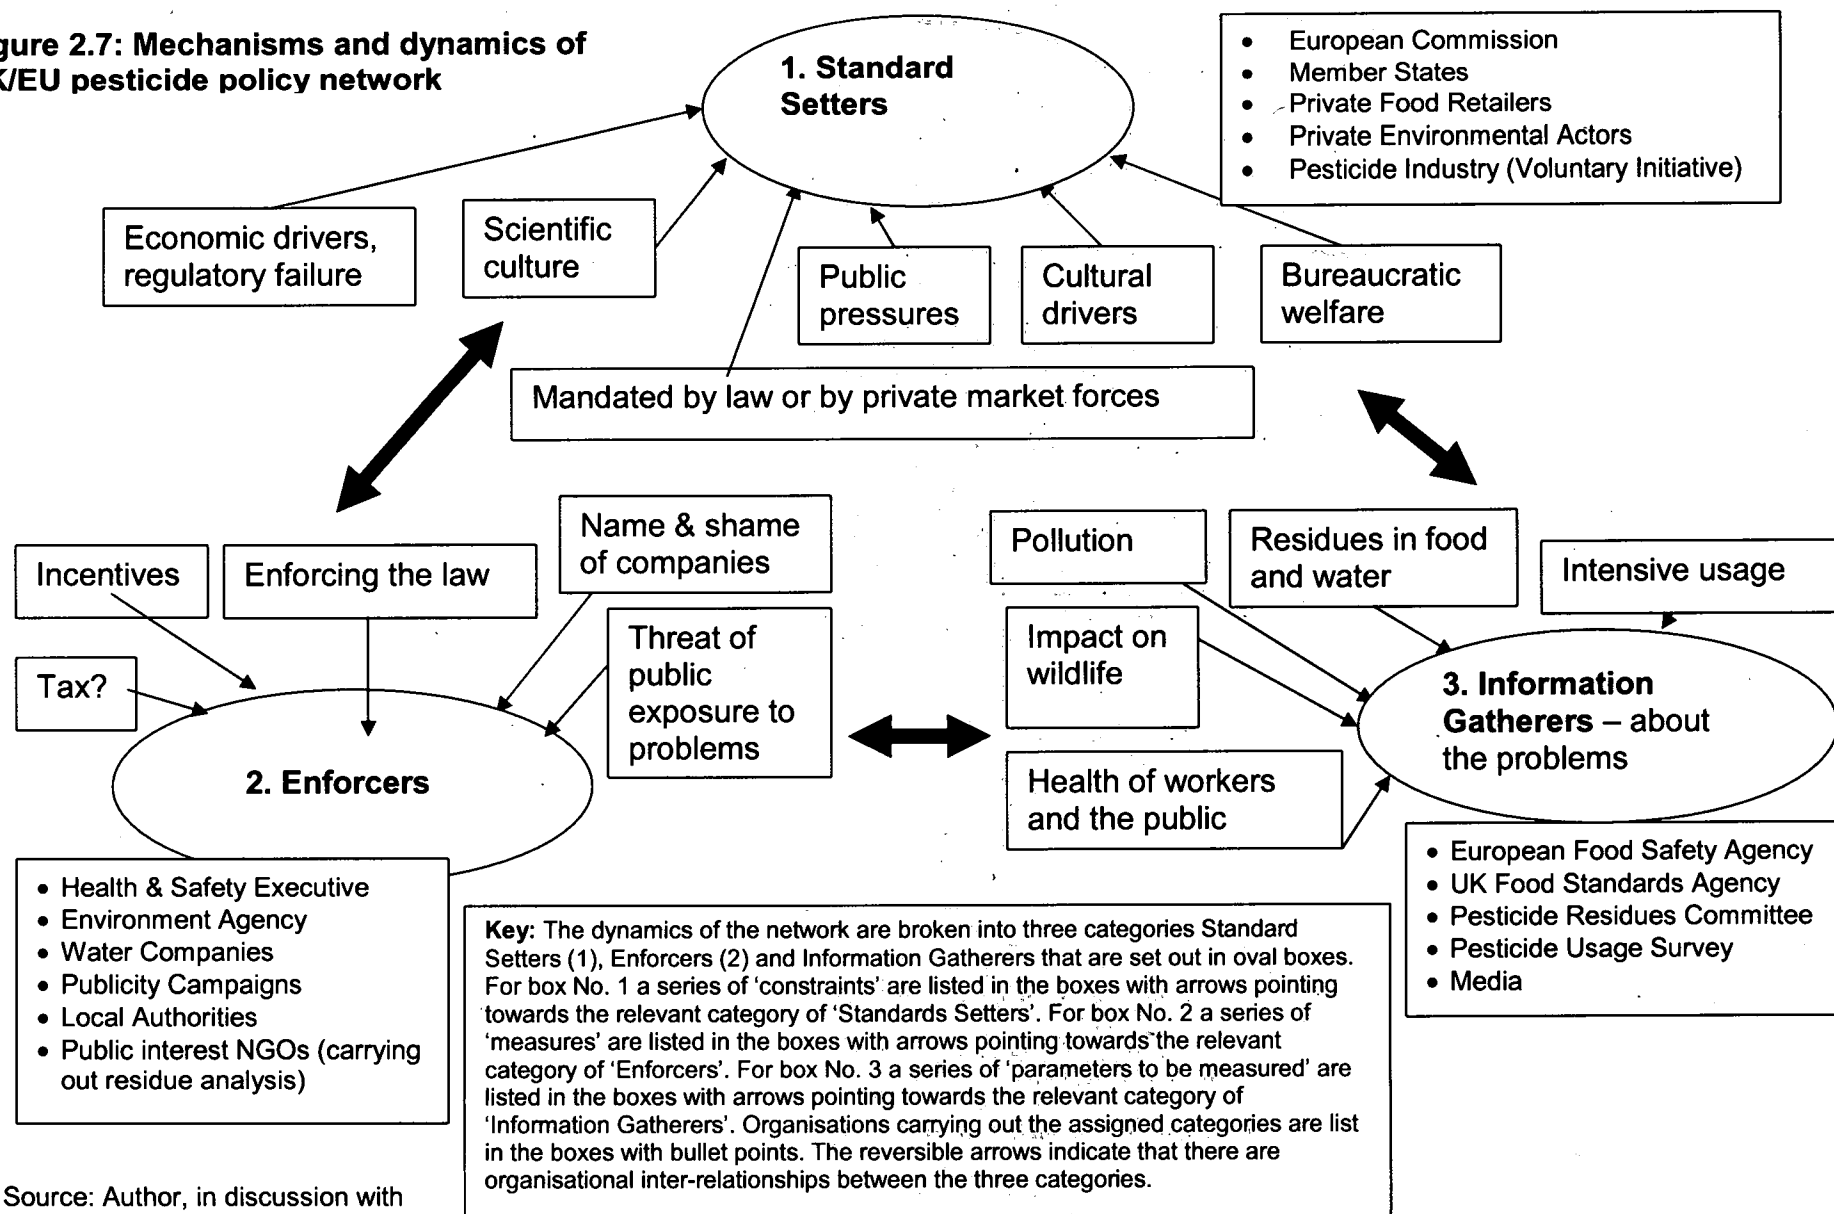 gure 2.7: Mechanisms and dynamics of
K/EU pesticide policy network
1. Standard
Setters
• European Commission
• Member States
• Private Food Retailers
• Private Environmental Actors
• Pesticide Industry (Voluntary Initiative)
Economic drivers,
regulatory failure
Scientific
culture
Public
pressures
Cultural
drivers
Bureaucratic
welfare
Mandated by law or by private market forces
Incentives
Enforcing the law
Name & shame
of companies
Tax?
Threat of
public
exposure to
problems
2. Enforcers
• Health & Safety Executive
• Environment Agency
• Water Companies
• Publicity Campaigns
• Local Authorities
• Public interest NGOs (carrying
out residue analysis)
Pollution
Residues in food
and water
Intensive usage
Impact on
wildlife
Health of workers
and the public
3. Information
Gatherers – about
the problems
• European Food Safety Agency
• UK Food Standards Agency
• Pesticide Residues Committee
• Pesticide Usage Survey
• Media
Key: The dynamics of the network are broken into three categories Standard
Setters (1), Enforcers (2) and Information Gatherers that are set out in oval boxes.
For box No. 1 a series of 'constraints' are listed in the boxes with arrows pointing
towards the relevant category of 'Standards Setters'. For box No. 2 a series of
'measures' are listed in the boxes with arrows pointing towards the relevant
category of 'Enforcers'. For box No. 3 a series of 'parameters to be measured' are
listed in the boxes with arrows pointing towards the relevant category of
'Information Gatherers'. Organisations carrying out the assigned categories are list
in the boxes with bullet points. The reversible arrows indicate that there are
organisational inter-relationships between the three categories.
Source: Author, in discussion with